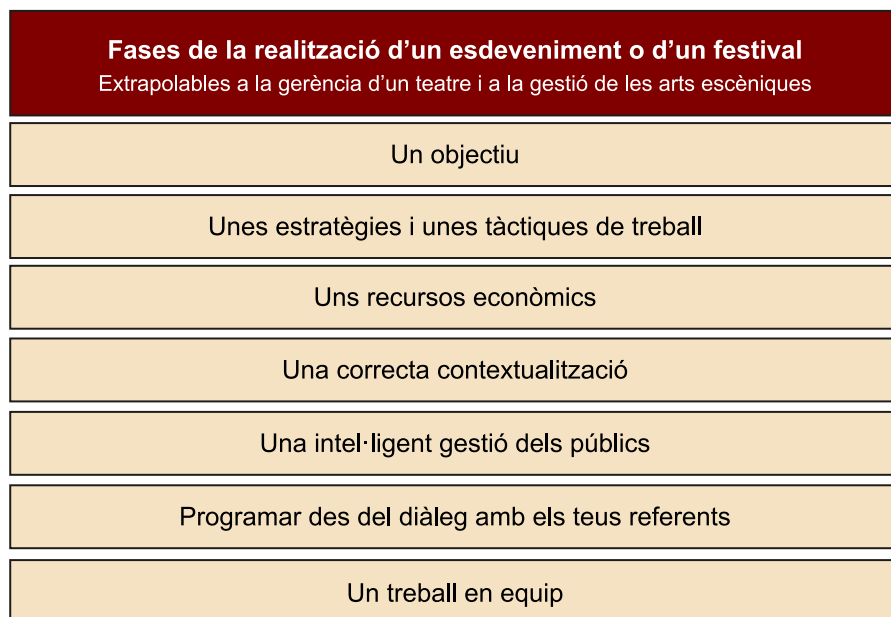 Fases de la realització d’un esdeveniment o d’un festival
Extrapolables a la gerència d’un teatre i a la gestió de les arts escèniques
Un objectiu
Unes estratègies i unes tàctiques de treball
Uns recursos econòmics
Una correcta contextualització
Una intel·ligent gestió dels públics
Programar des del diàleg amb els teus referents
Un treball en equip